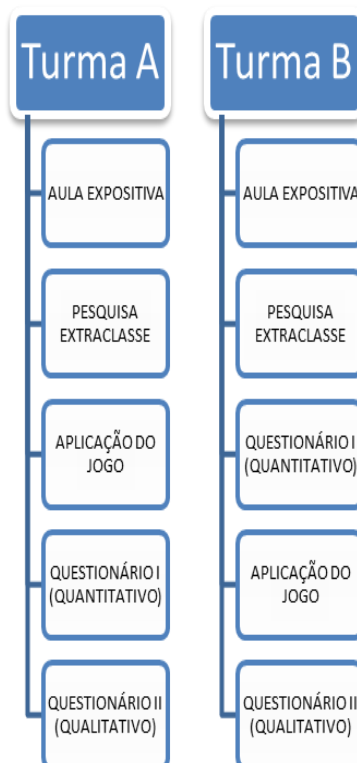 Turma A
AULA EXPOSITIVA
PESQUISA
EXTRACLASSE
APLICAÇÃO DO
JOGO
QUESTIONÁRIO I
(QUANTITATIVO)
QUESTIONÁRIO II
(QUALITATIVO)
Turma B
AULA EXPOSITIVA
PESQUISA
EXTRACLASSE
QUESTIONÁRIO I
(QUANTITATIVO)
APLICAÇÃO DO
JOGO
QUESTIONÁRIO II
(QUALITATIVO)